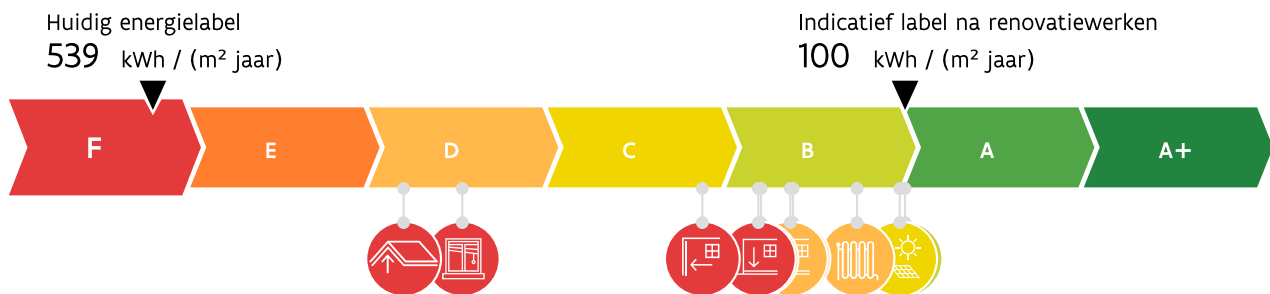 Huidig energielabel
539 kWh / (m² jaar)
Indicatief label na renovatiewerken
100 kWh / (m² jaar)
F E D C B A A+